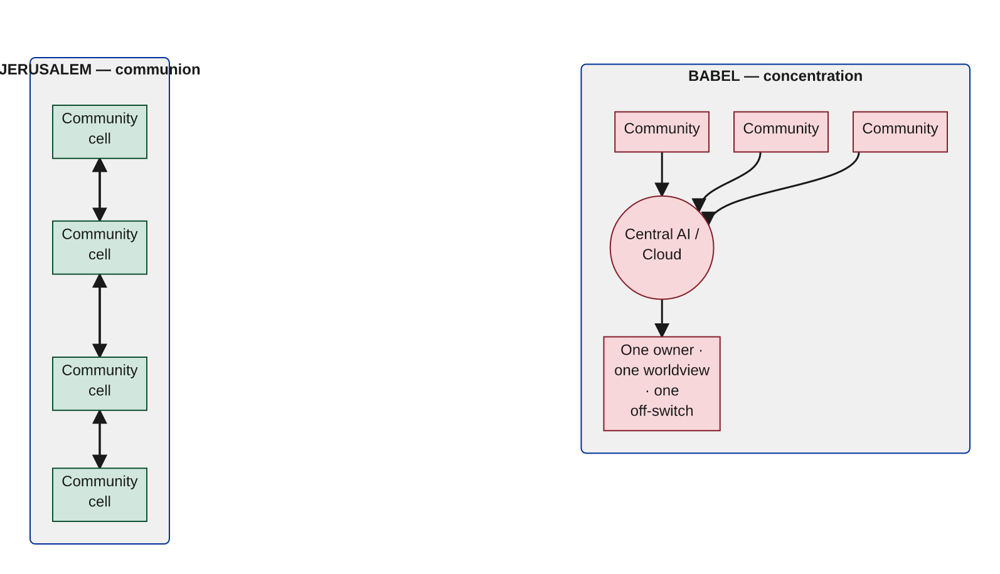 JERUSALEM — communion
Community
cell
Community
cell
Community
cell
Community
cell
BABEL — concentration
Community
Community
Community
Central AI /
Cloud
One owner ·
one worldview
· one
off-switch